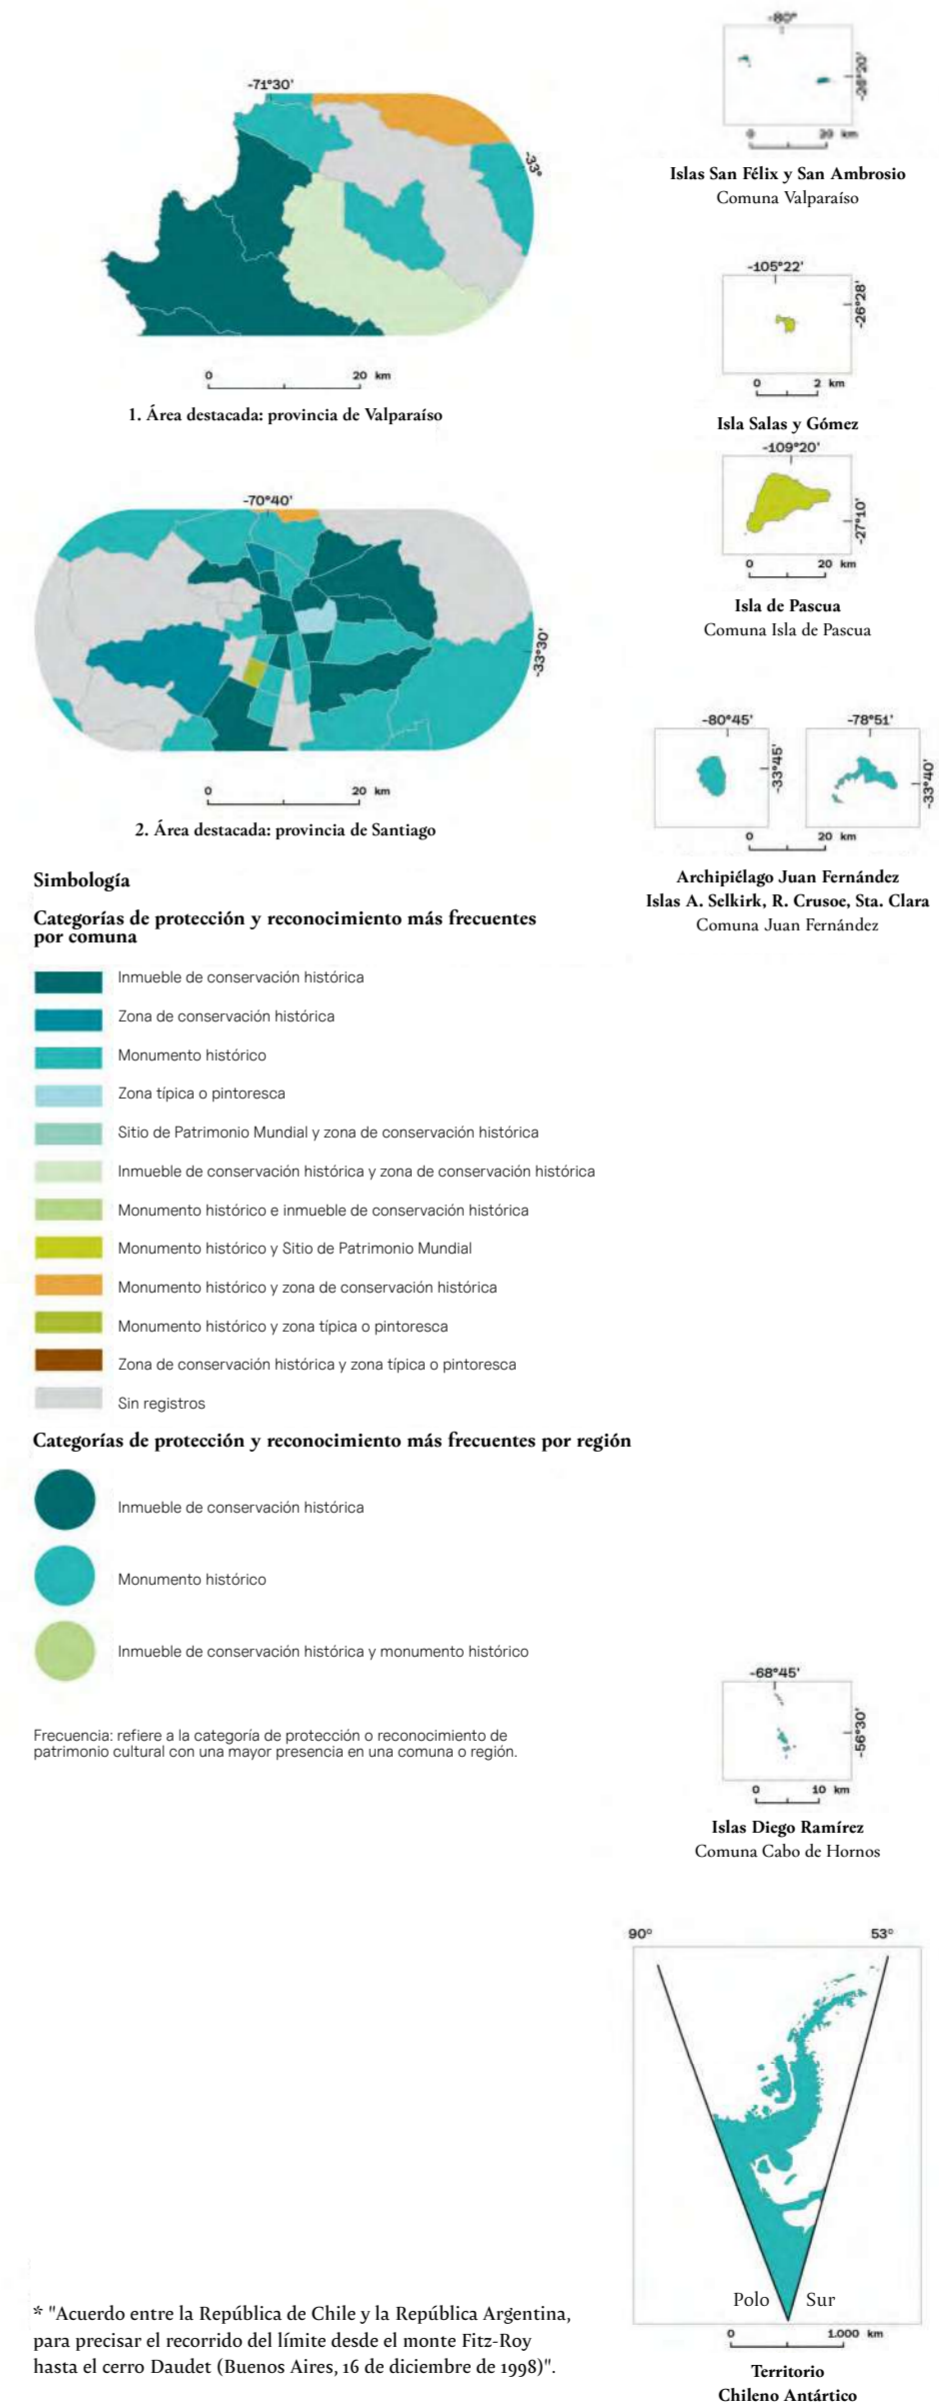 -71°30'
-33°
0 20 km
1. Área destacada: provincia de Valparaíso
-70°40'
-33°30'
0 20 km
2. Área destacada: provincia de Santiago
Simbología
Categorías de protección y reconocimiento más frecuentes
por comuna
Inmueble de conservación histórica
Zona de conservación histórica
Monumento histórico
Zona típica o pintoresca
Sitio de Patrimonio Mundial y zona de conservación histórica
Inmueble de conservación histórica y zona de conservación histórica
Monumento histórico e inmueble de conservación histórica
Monumento histórico y Sitio de Patrimonio Mundial
Monumento histórico y zona de conservación histórica
Monumento histórico y zona típica o pintoresca
Zona de conservación histórica y zona típica o pintoresca
Sin registros
Categorías de protección y reconocimiento más frecuentes por región
Inmueble de conservación histórica
Monumento histórico
Inmueble de conservación histórica y monumento histórico
Frecuencia: refiere a la categoría de protección o reconocimiento de
patrimonio cultural con una mayor presencia en una comuna o región.
* "Acuerdo entre la República de Chile y la República Argentina,
para precisar el recorrido del límite desde el monte Fitz-Roy
hasta el cerro Daudet (Buenos Aires, 16 de diciembre de 1998)".
-80°
-26°20'
0 20 km
Islas San Félix y San Ambrosio
Comuna Valparaíso
-105°22'
-26°28'
0 2 km
Isla Salas y Gómez
-109°20'
-27°10'
0 20 km
Isla de Pascua
Comuna Isla de Pascua
-80°45'
-33°45'
-78°51'
-33°40'
0 20 km
Archipiélago Juan Fernández
Islas A. Selkirk, R. Crusoe, Sta. Clara
Comuna Juan Fernández
-68°45'
-56°30'
0 10 km
Islas Diego Ramírez
Comuna Cabo de Hornos
90° 53°
Polo Sur
0 1.000 km
Territorio
Chileno Antártico